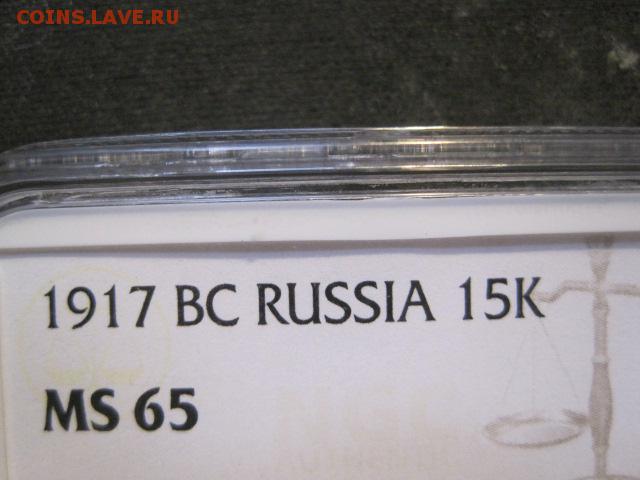 COINS.LAVE.RU
1917 BC RUSSIA 15K
MS 65